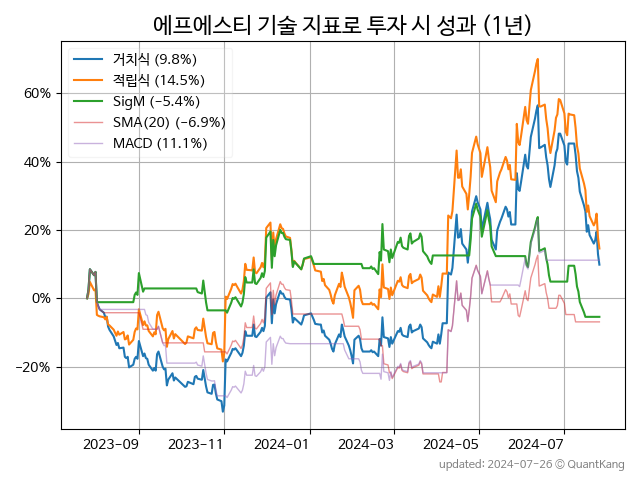 에프에스티 기술 지표로 투자 시 성과 (1년)
거치식 (9.8%)
적립식 (14.5%)
SigM (−5.4%)
SMA(20) (−6.9%)
MACD (11.1%)
60%
40%
20%
0%
−20%
2023−09 2023−11 2024−01 2024−03 2024−05 2024−07
updated: 2024−07−26 © QuantKang